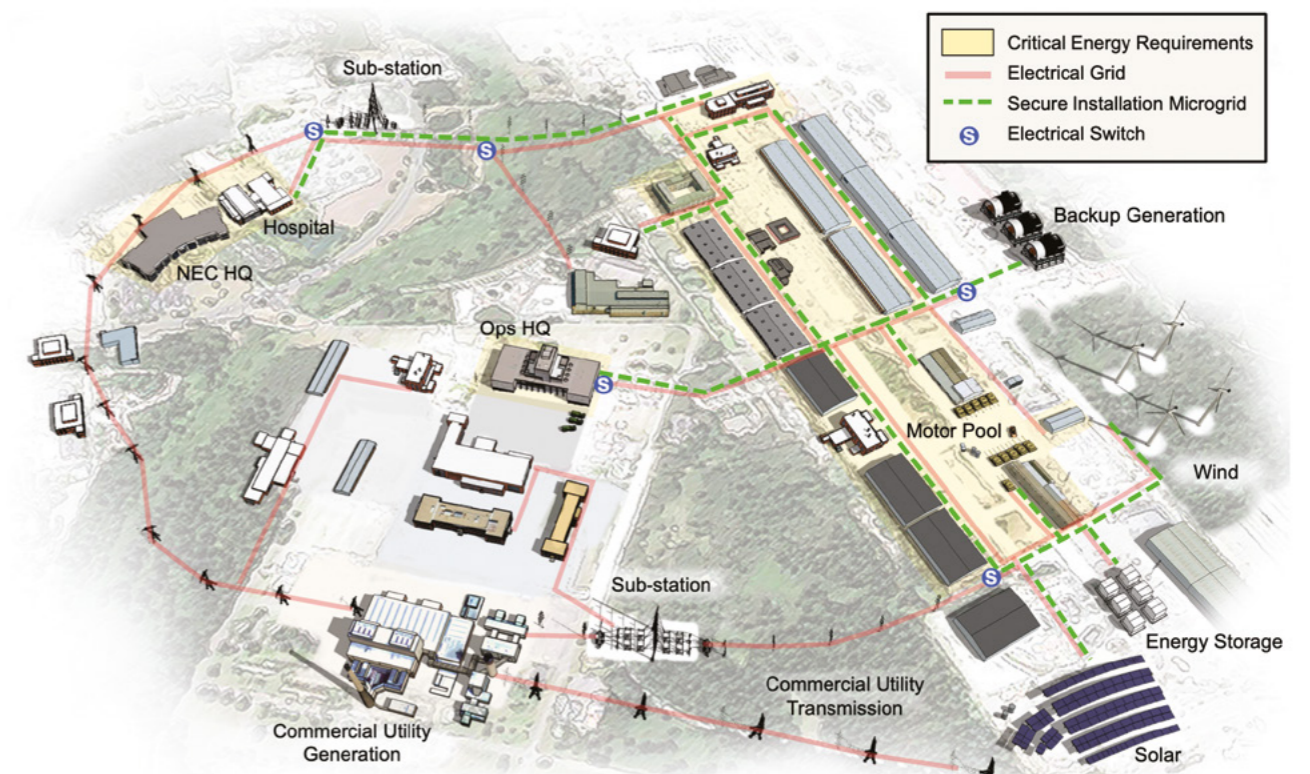 Critical Energy Requirements
Electrical Grid
Secure Installation Microgrid
S Electrical Switch
Sub-station
S
S
Hospital
NEC HQ
Backup Generation
S
Ops HQ
S
Motor Pool
Wind
Sub-station
S
Energy Storage
Commercial Utility
Transmission
Commercial Utility
Generation
Solar